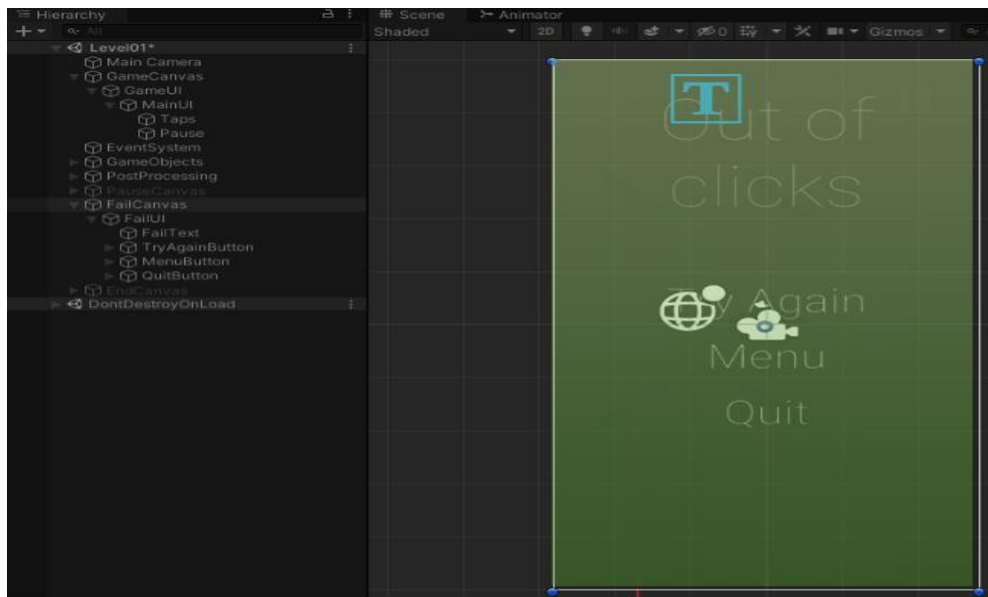 Hierarchy
All
Level01*
Main Camera
GameCanvas
GameUI
MainUI
Taps
Pause
EventSystem
GameObjects
PostProcessing
PauseCanvas
FailCanvas
FailUI
FailText
TryAgainButton
MenuButton
QuitButton
EndCanvas
DontDestroyOnLoad
Scene
Animator
Shaded
2D
0
Gizmos
T
Out of
clicks
Try Again
Menu
Quit